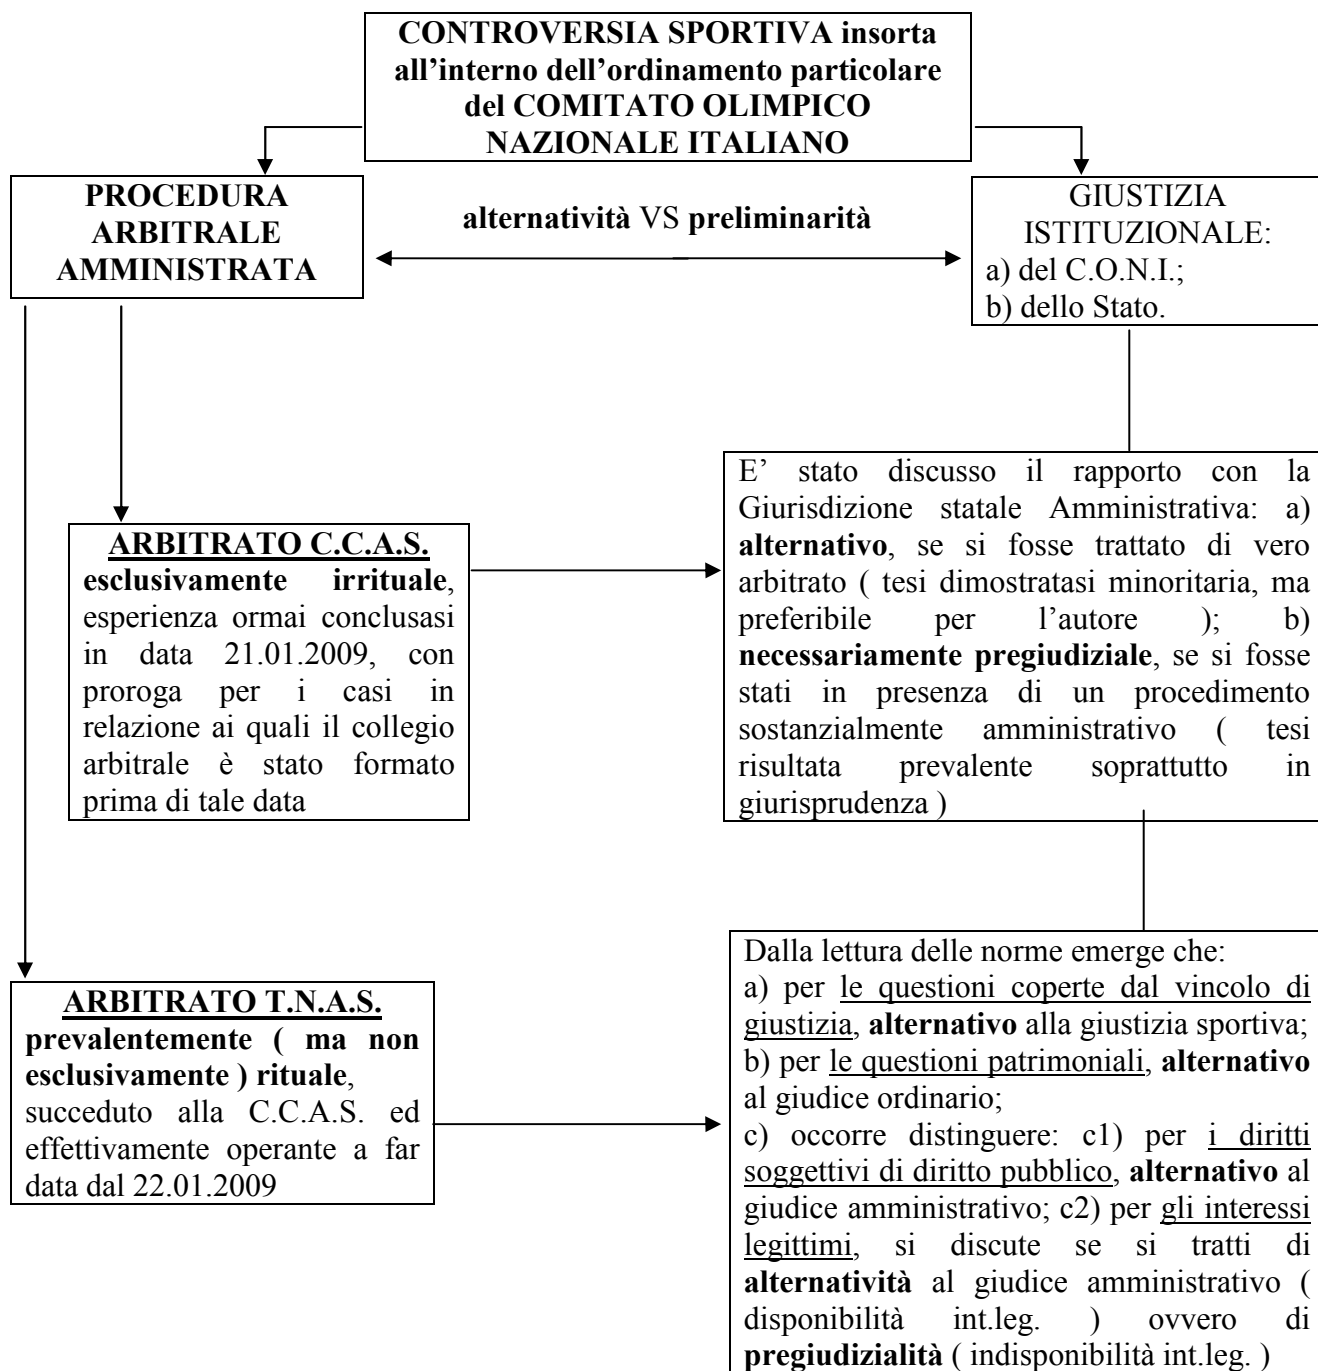 CONTROVERSIA SPORTIVA insorta
all’interno dell’ordinamento particolare
del COMITATO OLIMPICO
NAZIONALE ITALIANO
PROCEDURA
ARBITRALE
AMMINISTRATA
alternatività VS preliminarità
GIUSTIZIA
ISTITUZIONALE:
a) del C.O.N.I.;
b) dello Stato.
ARBITRATO C.C.A.S.
esclusivamente irrituale,
esperienza ormai conclusasi
in data 21.01.2009, con
proroga per i casi in
relazione ai quali il collegio
arbitrale è stato formato
prima di tale data
E’ stato discusso il rapporto con la
Giurisdizione statale Amministrativa: a)
alternativo, se si fosse trattato di vero
arbitrato ( tesi dimostratasi minoritaria, ma
preferibile per l’autore ); b)
necessariamente pregiudiziale, se si fosse
stati in presenza di un procedimento
sostanzialmente amministrativo ( tesi
risultata prevalente soprattutto in
giurisprudenza )
ARBITRATO T.N.A.S.
prevalentemente ( ma non
esclusivamente ) rituale,
succeduto alla C.C.A.S. ed
effettivamente operante a far
data dal 22.01.2009
Dalla lettura delle norme emerge che:
a) per le questioni coperte dal vincolo di
giustizia, alternativo alla giustizia sportiva;
b) per le questioni patrimoniali, alternativo
al giudice ordinario;
c) occorre distinguere: c1) per i diritti
soggettivi di diritto pubblico, alternativo al
giudice amministrativo; c2) per gli interessi
legittimi, si discute se si tratti di
alternatività al giudice amministrativo (
disponibilità int.leg. ) ovvero di
pregiudizialità ( indisponibilità int.leg. )